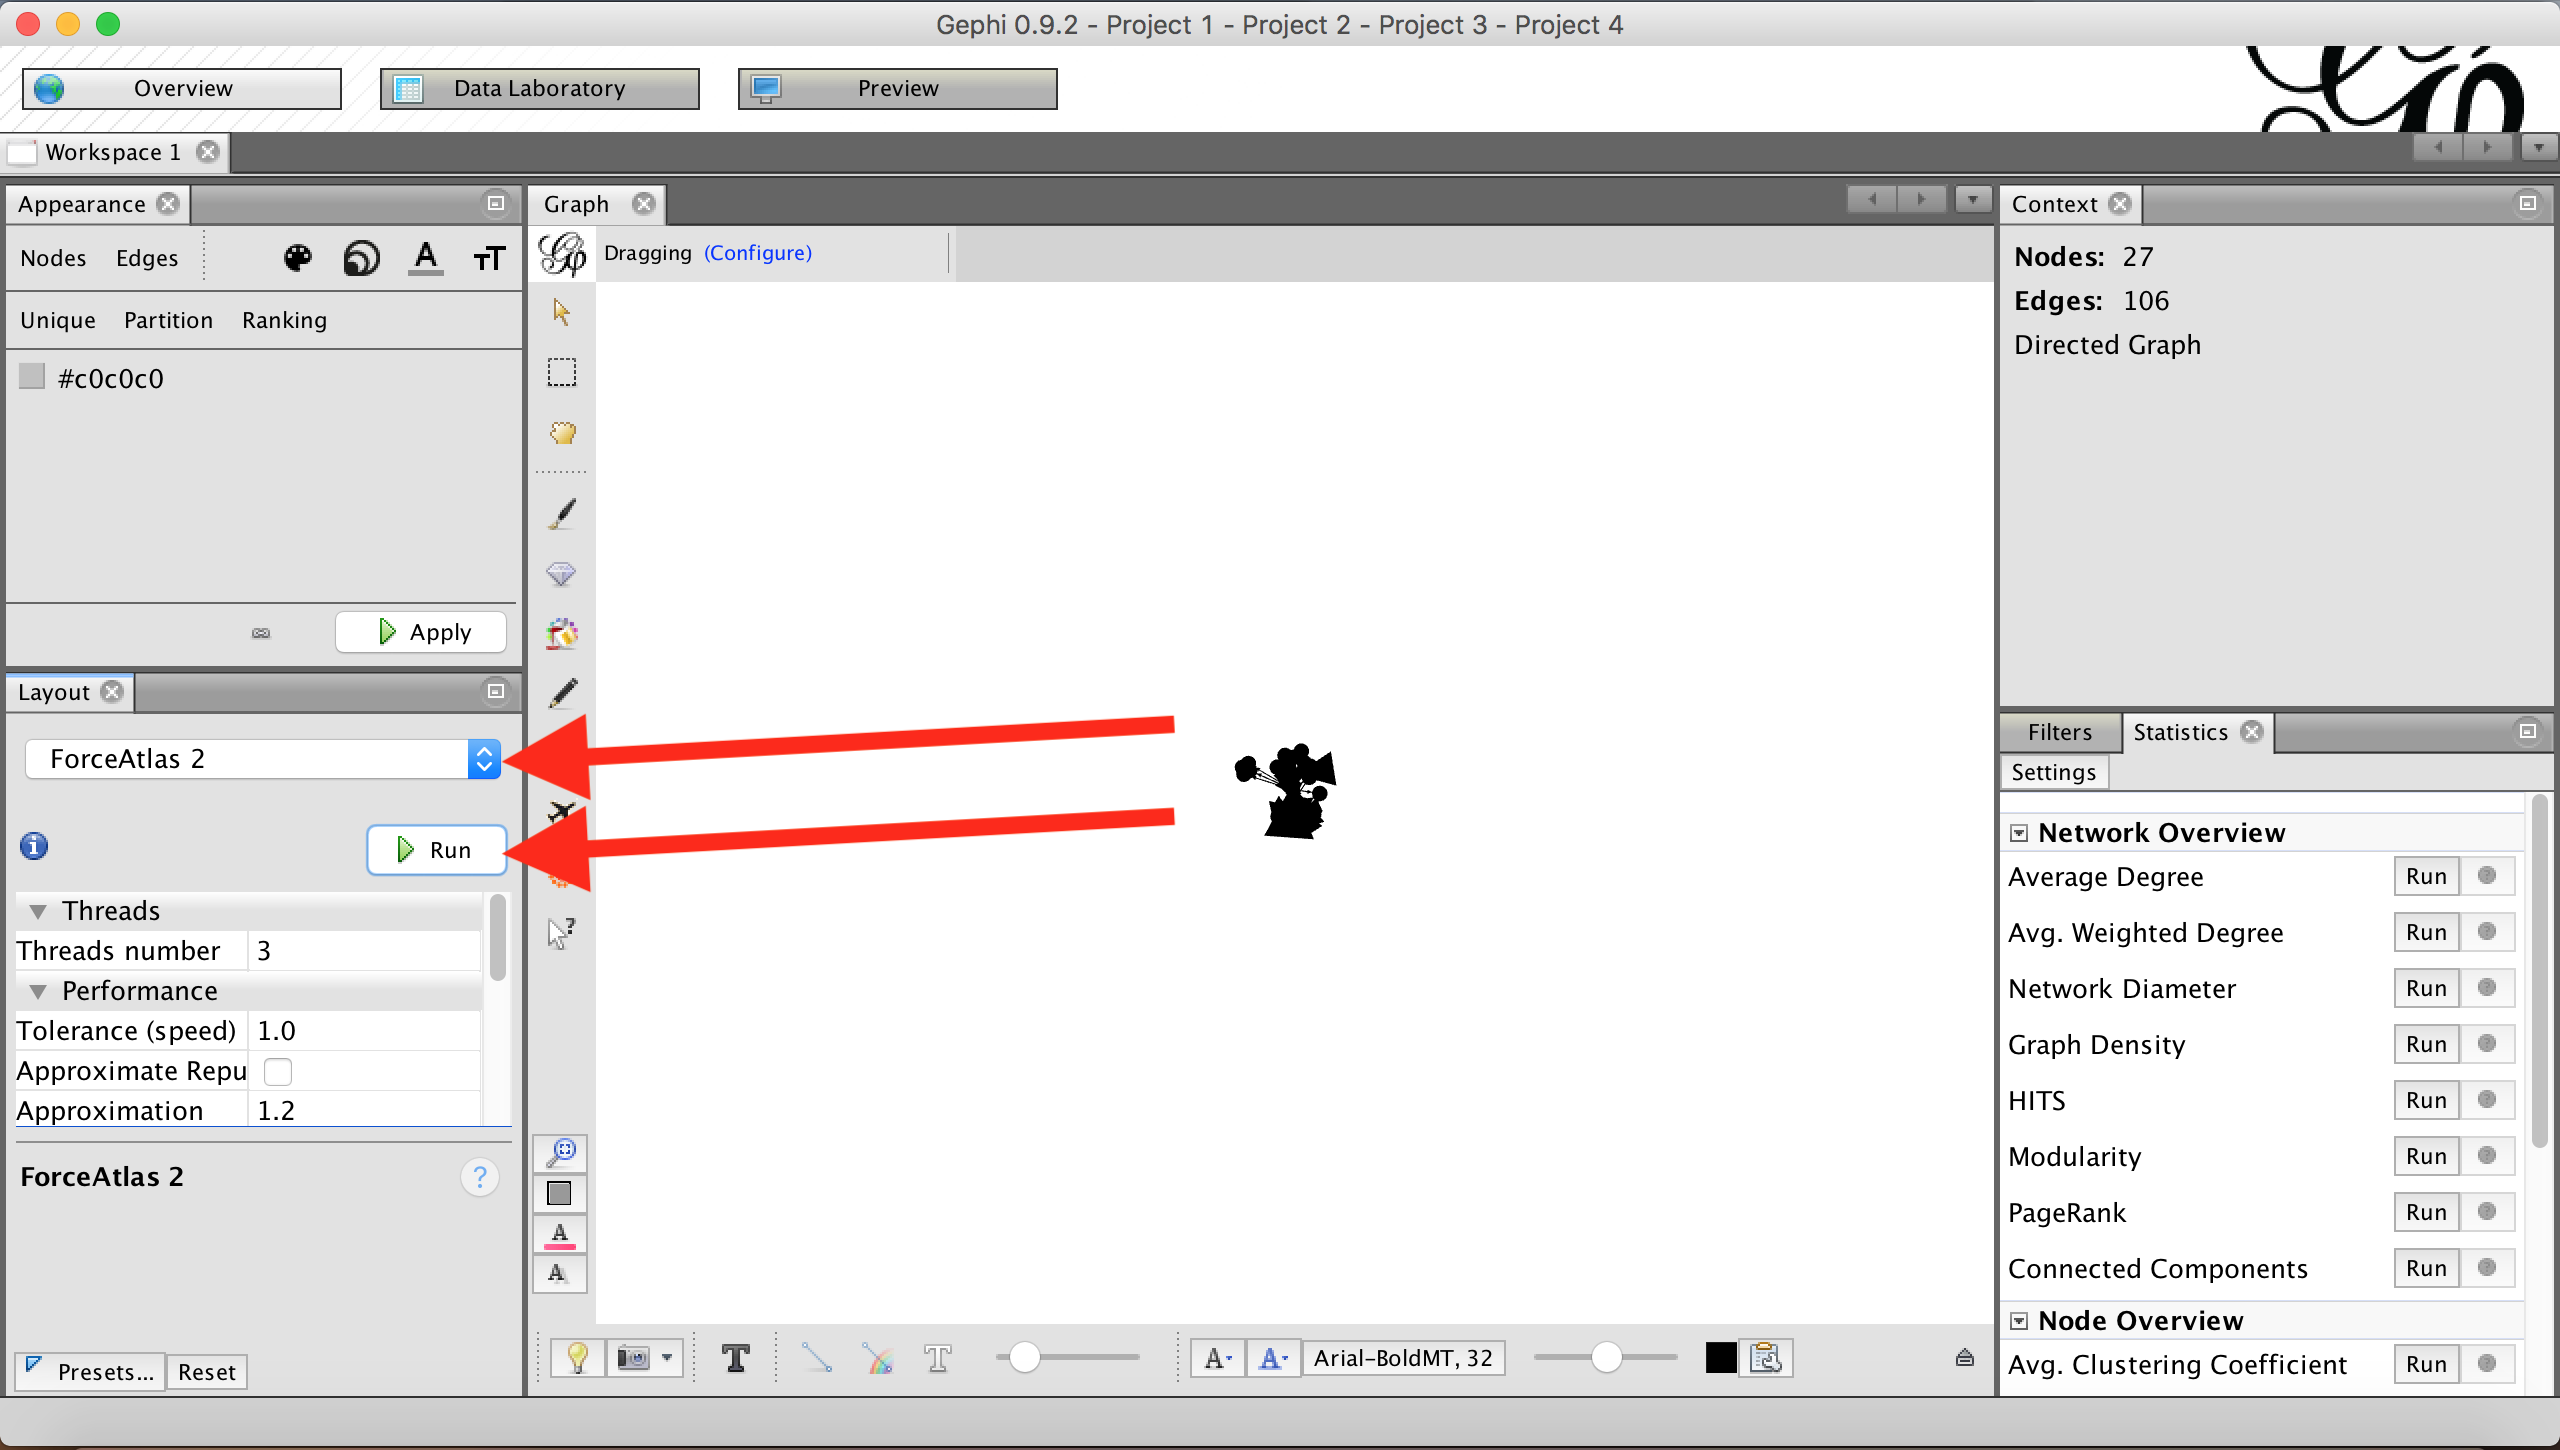 Gephi 0.9.2 - Project 1 - Project 2 - Project 3 - Project 4
Overview
Data Laboratory
Preview
Workspace 1
Appearance
Nodes Edges
Unique Partition Ranking
#c0c0c0
Apply
Layout
ForceAtlas 2
Run
Threads
Threads number 3
Performance
Tolerance (speed) 1.0
Approximate Repu
Approximation 1.2
ForceAtlas 2
Presets... Reset
Graph
Dragging (Configure)
Arial-BoldMT, 32
Context
Nodes: 27
Edges: 106
Directed Graph
Filters Statistics
Settings
Network Overview
Average Degree Run
Avg. Weighted Degree Run
Network Diameter Run
Graph Density Run
HITS Run
Modularity Run
PageRank Run
Connected Components Run
Node Overview
Avg. Clustering Coefficient Run